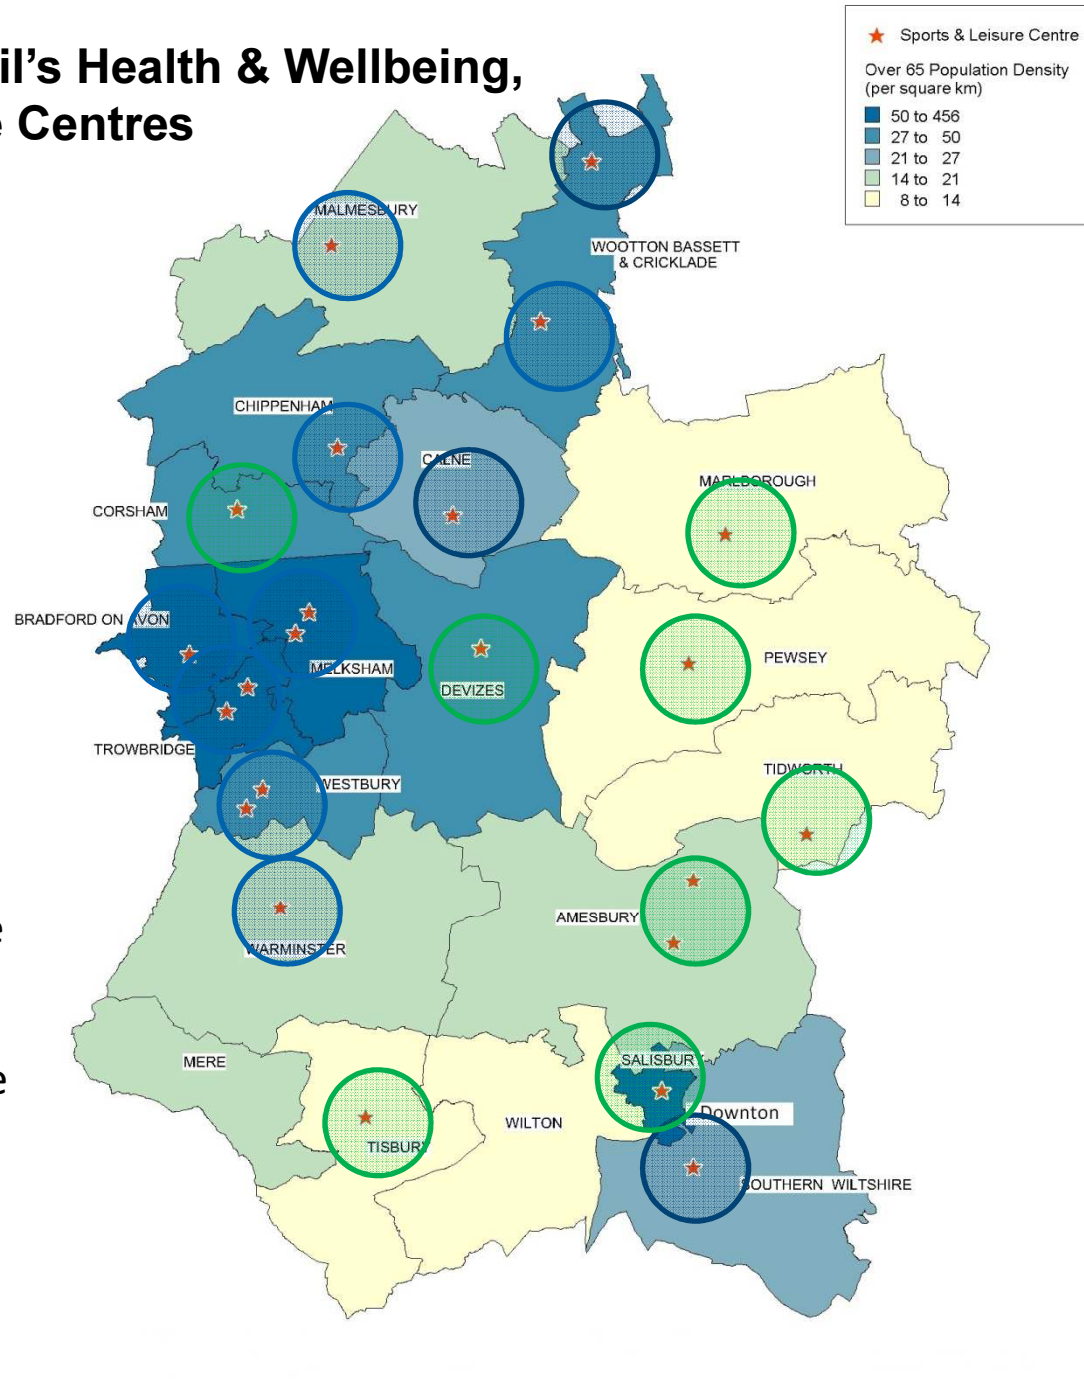 il’s Health & Wellbeing,
e Centres
Sports & Leisure Centre
Over 65 Population Density
(per square km)
50 to 456
27 to 50
21 to 27
14 to 21
8 to 14
MALMESBURY
WOOTTON BASSETT
& CRICKLADE
CHIPPENHAM
CALNE
MARLBOROUGH
CORSHAM
BRADFORD ON AVON
PEWSEY
MELKSHAM
DEVIZES
TROWBRIDGE
TIDWORTH
WESTBURY
AMESBURY
e
WARMINSTER
SALISBURY
MERE
e
Downton
WILTON
TISBURY
SOUTHERN WILTSHIRE